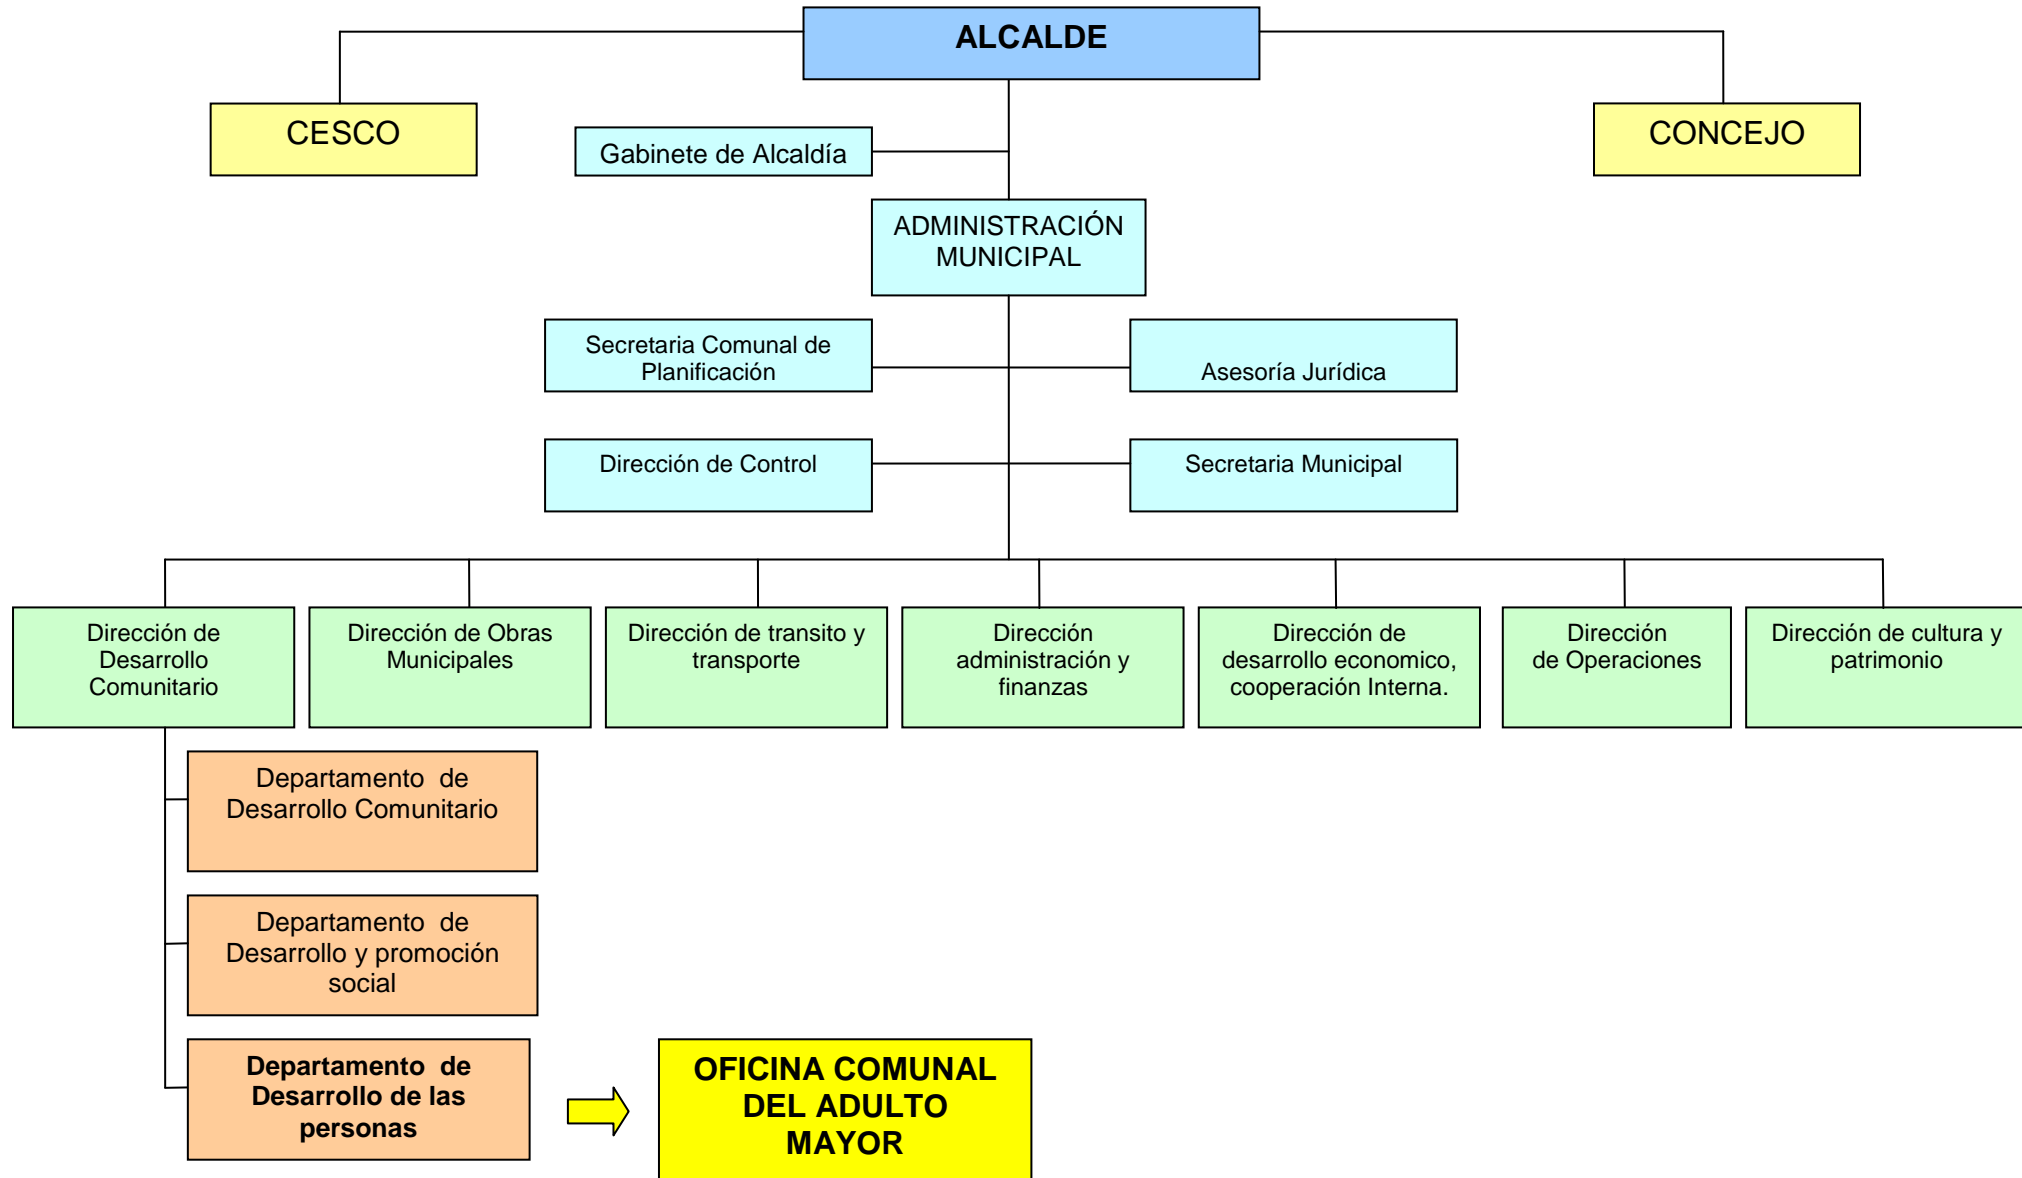 ALCALDE
CESCO
CONCEJO
Gabinete de Alcaldía
ADMINISTRACIÓN
MUNICIPAL
Secretaria Comunal de
Planificación
Asesoría Jurídica
Dirección de Control
Secretaria Municipal
Dirección de
Desarrollo
Comunitario
Dirección de Obras
Municipales
Dirección de transito y
transporte
Dirección
administración y
finanzas
Dirección de
desarrollo economico,
cooperación Interna.
Dirección
de Operaciones
Dirección de cultura y
patrimonio
Departamento de
Desarrollo Comunitario
Departamento de
Desarrollo y promoción
social
Departamento de
Desarrollo de las
personas
OFICINA COMUNAL
DEL ADULTO
MAYOR